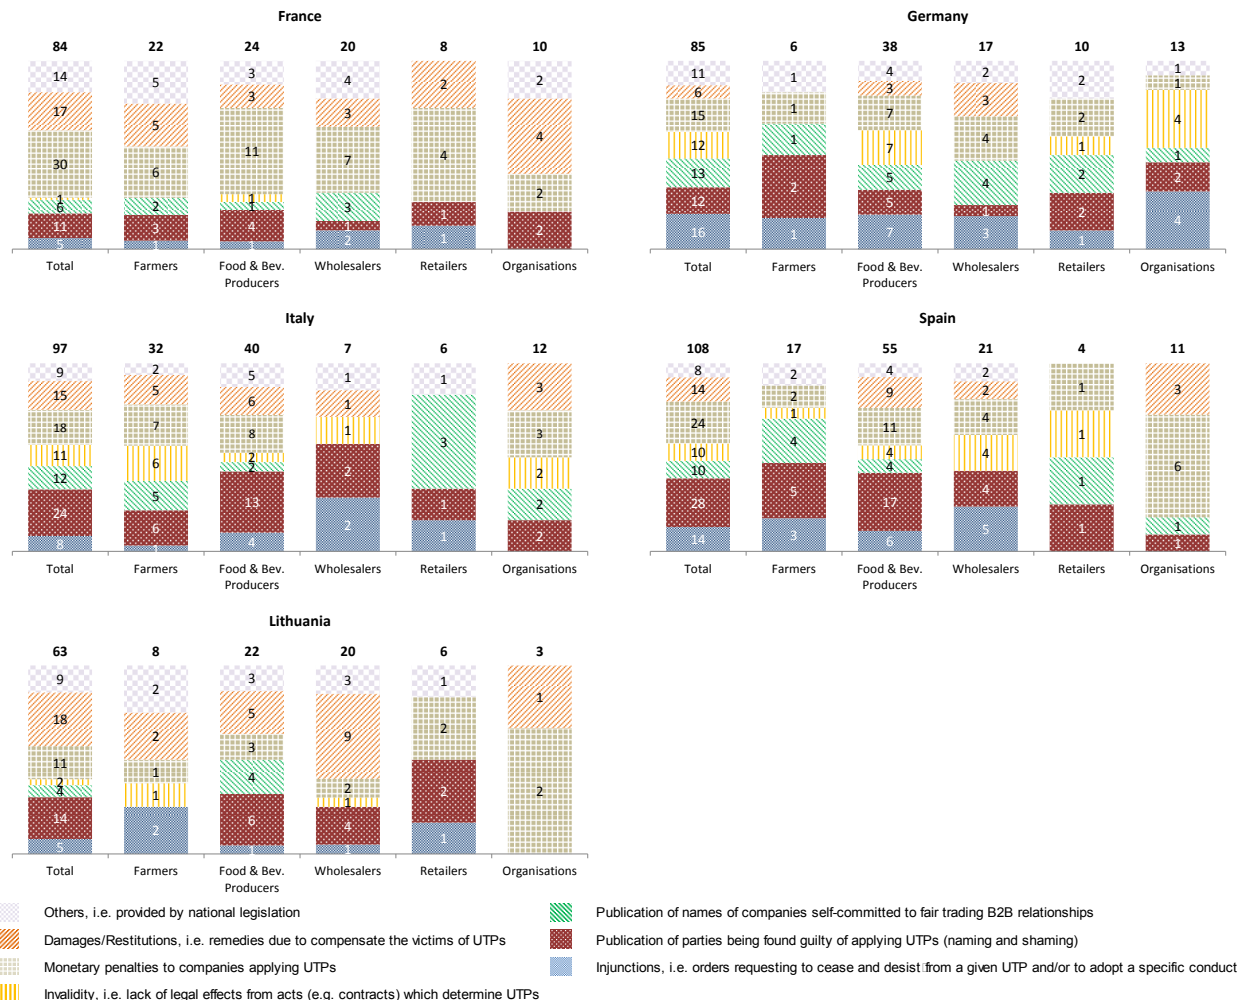 France
84 22 24 20 8 10
14 5 3 4 2 2
17 5 3 3 4 4
30 6 11 7 1 2
1 2 1 3 1 2
6 3 1 1
11 1 4 2
5 1
Total Farmers Food & Bev. Producers Wholesalers Retailers Organisations
Germany
85 6 38 17 10 13
11 1 4 2 2 1
6 1 3 3 2 1
15 1 7 4 1 4
12 2 7 4 2 1
13 1 5 1 2 2
12 5 3 1 4
16 7
Total Farmers Food & Bev. Producers Wholesalers Retailers Organisations
Italy
97 32 40 7 6 12
9 2 5 1 1 3
15 5 6 1 3 3
18 7 8 1 1 2
11 6 2 2 1 2
12 5 2 2 2
24 6 13
8 1 4
Total Farmers Food & Bev. Producers Wholesalers Retailers Organisations
Spain
108 17 55 21 4 11
8 2 4 2 1 3
14 2 9 2 1 6
24 1 11 4 1 1
10 4 4 4 1 1
10 5 4 4
28 3 17 5
14 6
Total Farmers Food & Bev. Producers Wholesalers Retailers Organisations
Lithuania
63 8 22 20 6 3
9 2 3 3 1 1
18 2 5 9 2 2
11 1 3 2 2
2 1 4 1 1
4 2 6 4
14 1 1
5
Total Farmers Food & Bev. Producers Wholesalers Retailers Organisations
Others, i.e. provided by national legislation
Damages/Restitutions, i.e. remedies due to compensate the victims of UTPs
Monetary penalties to companies applying UTPs
Invalidity, i.e. lack of legal effects from acts (e.g. contracts) which determine UTPs
Publication of names of companies self-committed to fair trading B2B relationships
Publication of parties being found guilty of applying UTPs (naming and shaming)
Injunctions, i.e. orders requesting to cease and desist from a given UTP and/or to adopt a specific conduct